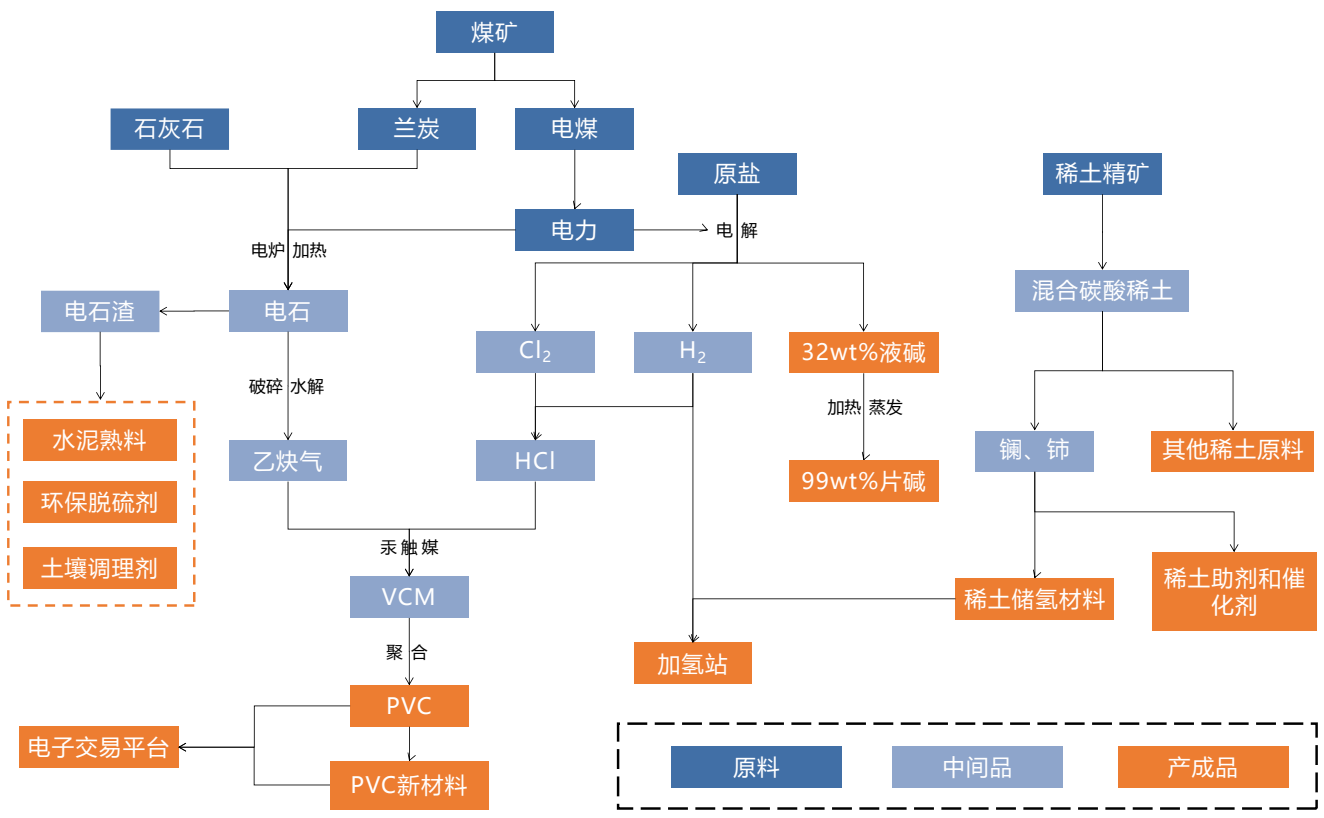 煤矿
石灰石
兰炭
电煤
原盐
稀土精矿
电力
电 解
电炉 加热
电石渣
电石
混合碳酸稀土
Cl₂
H₂
32wt%液碱
破碎 水解
加热 蒸发
水泥熟料
乙炔气
HCl
99wt%片碱
镧、铈
其他稀土原料
环保脱硫剂
汞 触 媒
土壤调理剂
VCM
稀土储氢材料
稀土助剂和催
化剂
聚 合
加氢站
PVC
电子交易平台
PVC新材料
原料
中间品
产成品